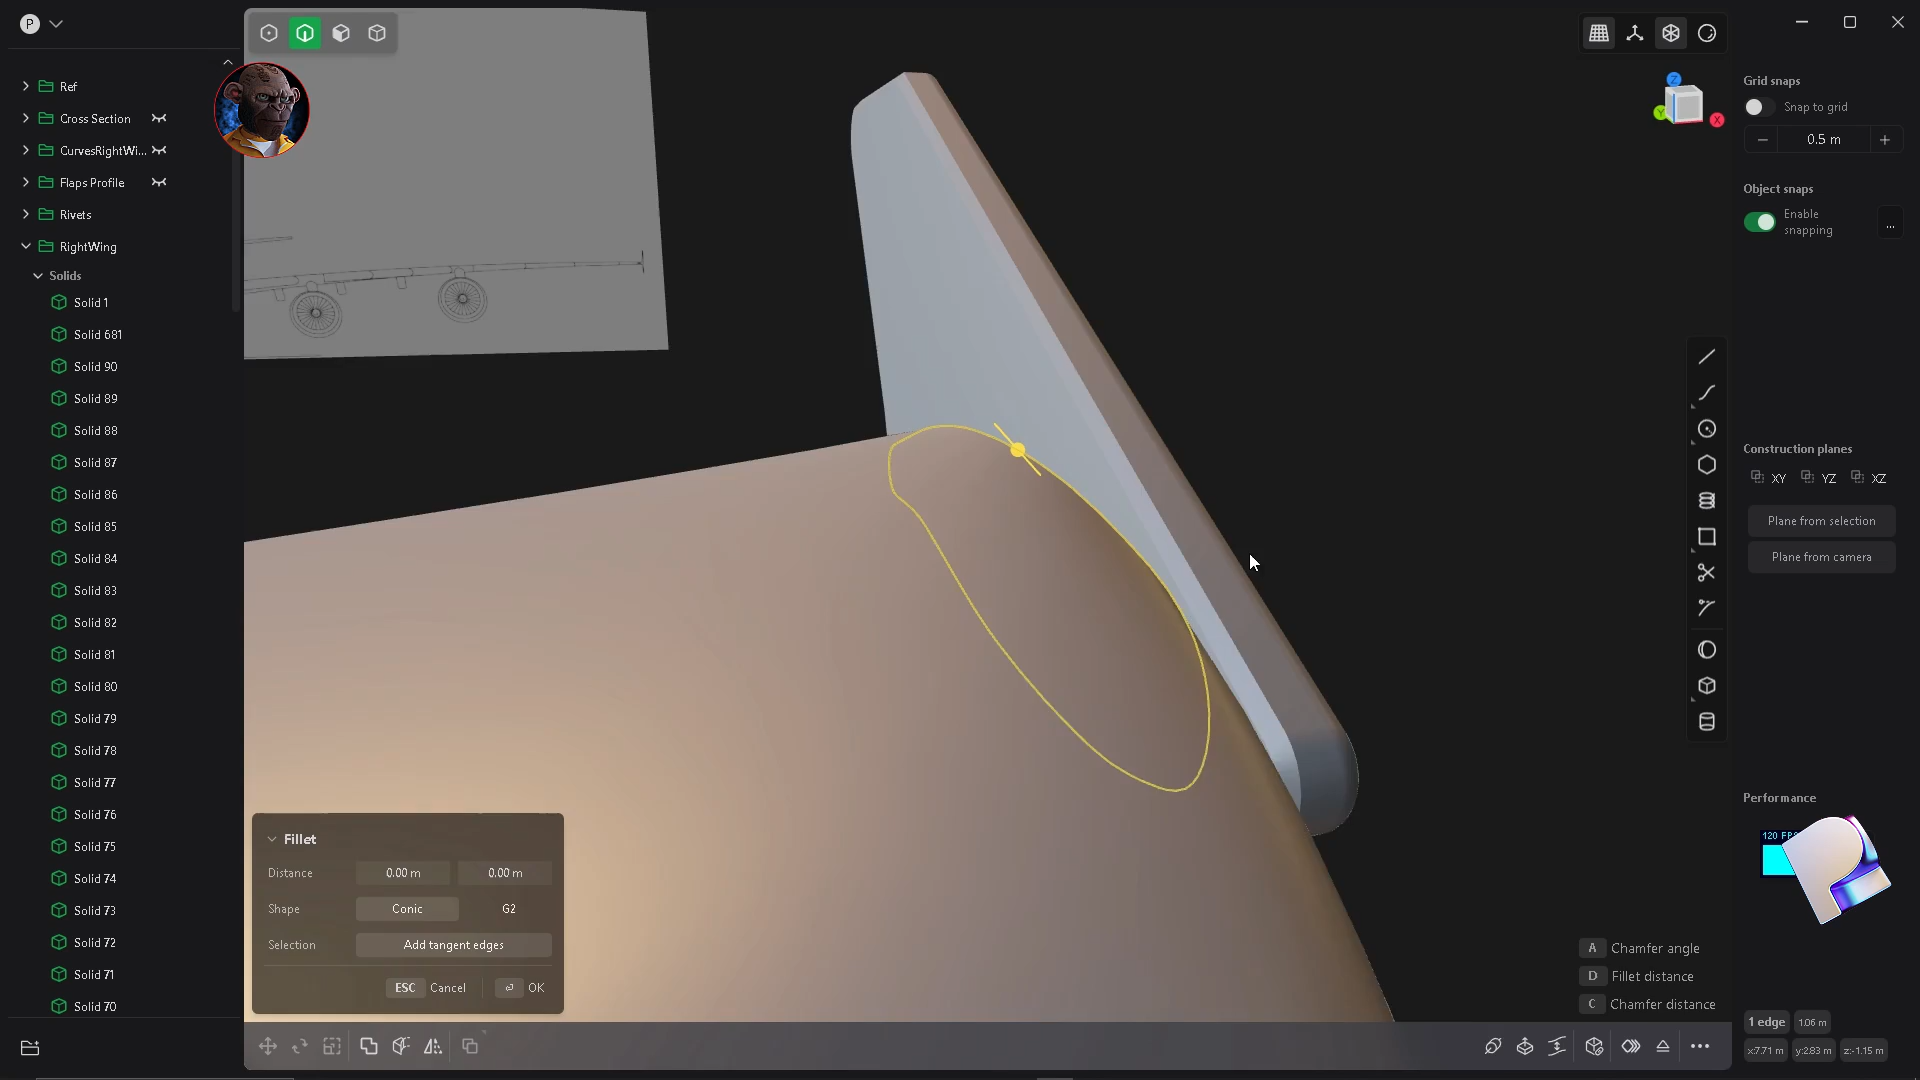 P
Ref
Cross Section
CurvesRightWi...
Flaps Profile
Rivets
RightWing
Solids
Solid 1
Solid 681
Solid 90
Solid 89
Solid 88
Solid 87
Solid 86
Solid 85
Solid 84
Solid 83
Solid 82
Solid 81
Solid 80
Solid 79
Solid 78
Solid 77
Solid 76
Solid 75
Solid 74
Solid 73
Solid 72
Solid 71
Solid 70
Fillet
Distance 0.00 m 0.00 m
Shape Conic G2
Selection Add tangent edges
ESC Cancel OK
Z
Y
X
A Chamfer angle
D Fillet distance
C Chamfer distance
Grid snaps
Snap to grid
0.5 m
Object snaps
Enable
snapping
...
Construction planes
XY YZ XZ
Plane from selection
Plane from camera
Performance
120 FPS
1 edge 1.06 m
x:7.71 m y:2.83 m z:-1.15 m